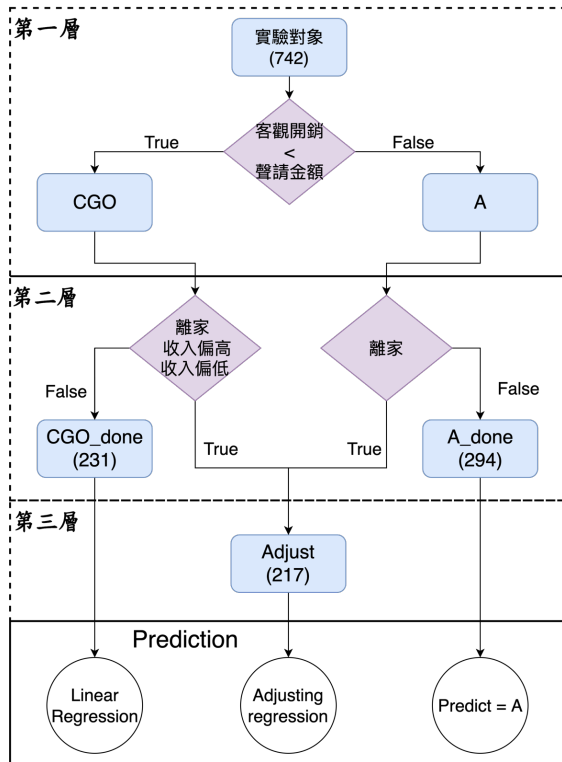 第一層
實驗對象
(742)
客觀開銷
<
聲請金額
True
False
CGO
A
第二層
離家
收入偏高
收入偏低
離家
False
False
CGO_done
(231)
True
True
A_done
(294)
第三層
Adjust
(217)
Prediction
Linear
Regression
Adjusting
regression
Predict = A